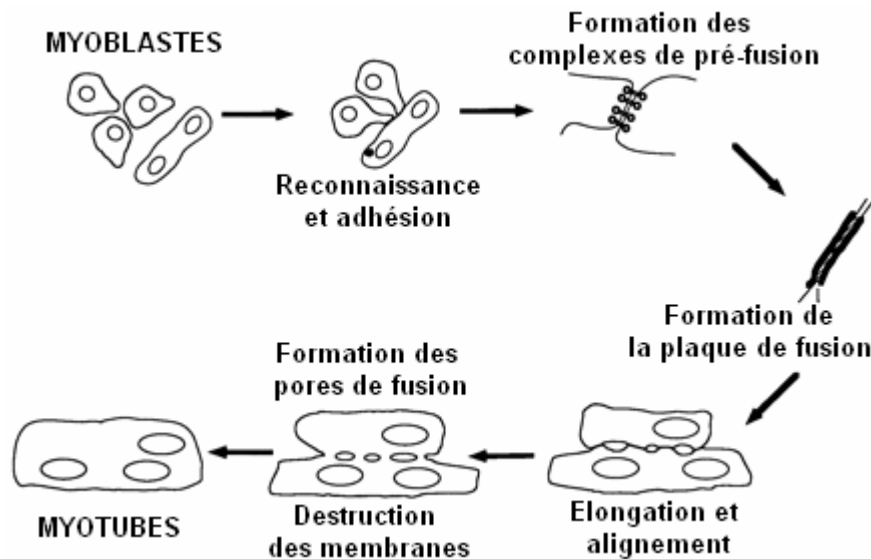 MYOBLASTES
Reconnaissance
et adhésion
Formation des
complexes de pré-fusion
Formation de
la plaque de fusion
Elongation et
alignement
Formation des
pores de fusion
Destruction
des membranes
MYOTUBES